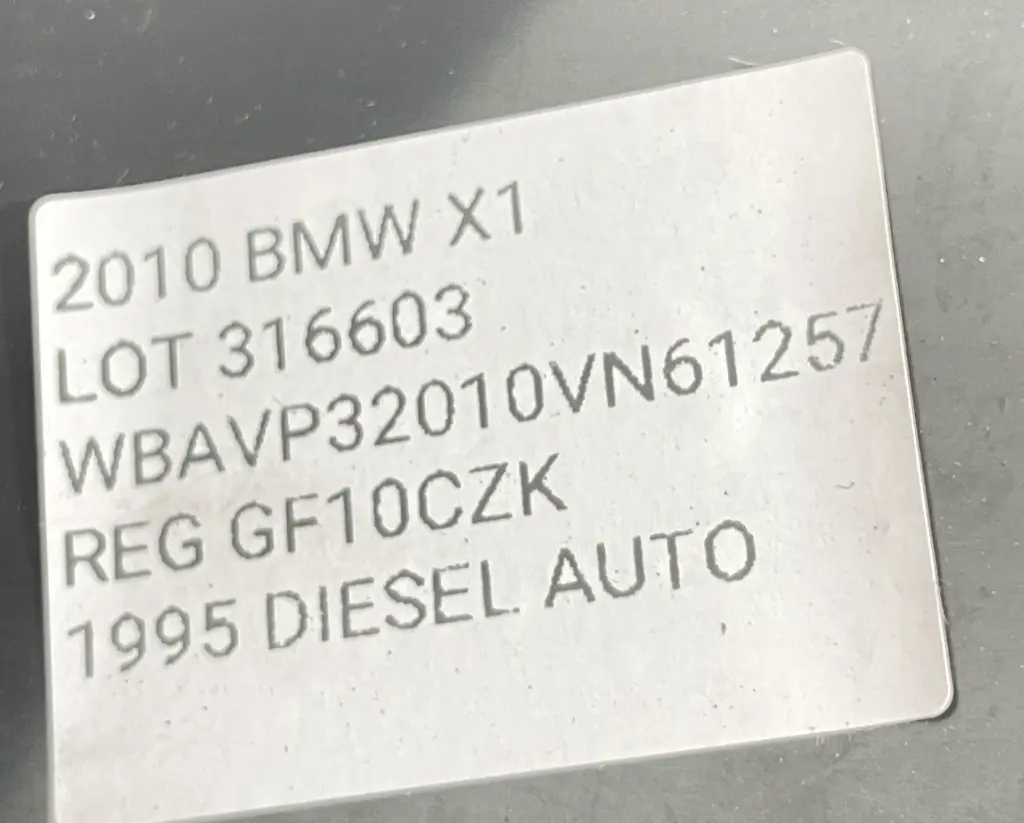 2010 BMW X1
LOT 316603
WBAVP32010VN61257
REG GF10CZK
1995 DIESEL AUTO